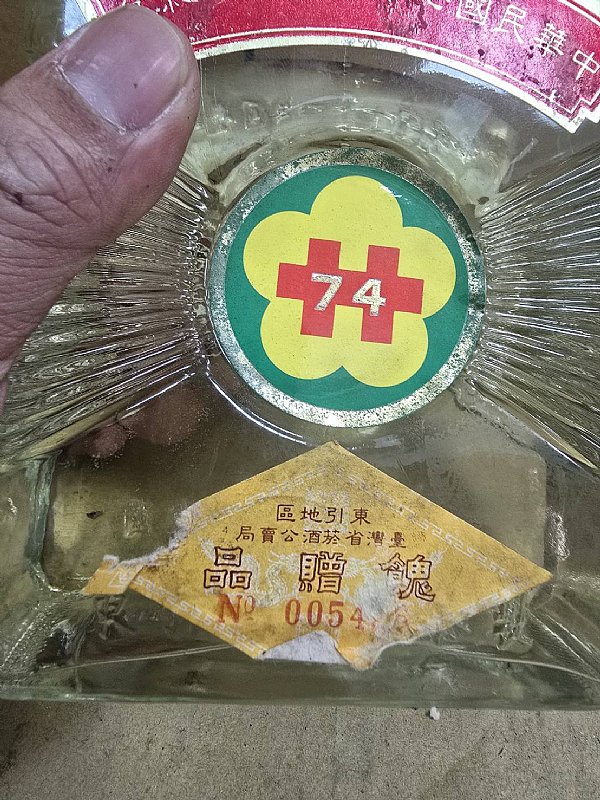 中華民國
74
東引地區
臺灣省菸酒公賣局
餽贈品
Nº 0054